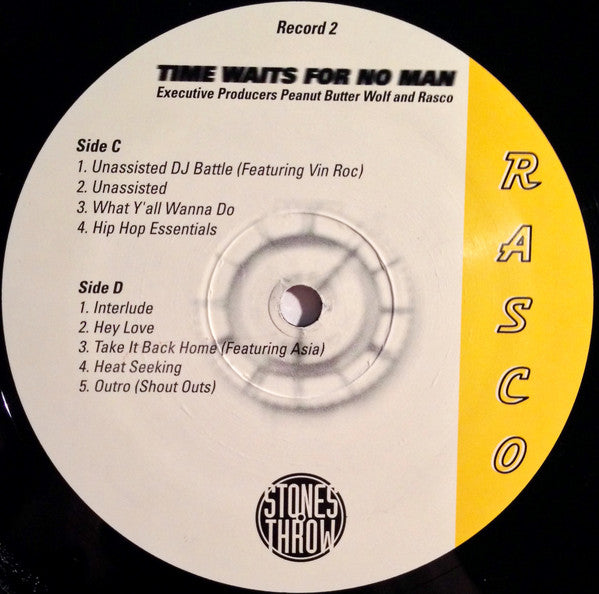 Record 2
TIME WAITS FOR NO MAN
Executive Producers Peanut Butter Wolf and Rasco
Side C
1. Unassisted DJ Battle (Featuring Vin Roc)
2. Unassisted
3. What Y'all Wanna Do
4. Hip Hop Essentials
Side D
1. Interlude
2. Hey Love
3. Take It Back Home (Featuring Asia)
4. Heat Seeking
5. Outro (Shout Outs)
RASCO
STONES
THROW